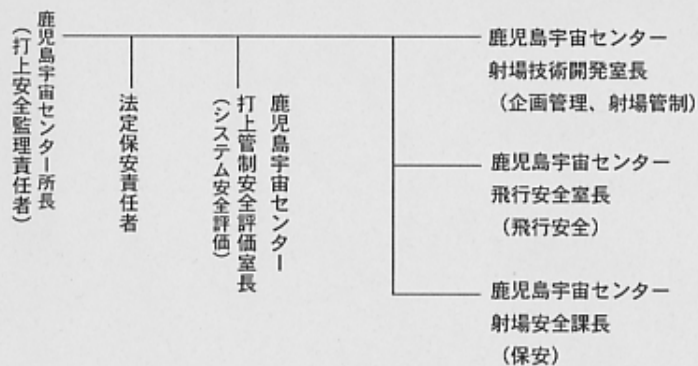 鹿児島宇宙センター所長
(打上安全監理責任者)
法定保安責任者
鹿児島宇宙センター
打上管制安全評価室長
(システム安全評価)
鹿児島宇宙センター
射場技術開発室長
(企画管理、射場管制)
鹿児島宇宙センター
飛行安全室長
(飛行安全)
鹿児島宇宙センター
射場安全課長
(保安)